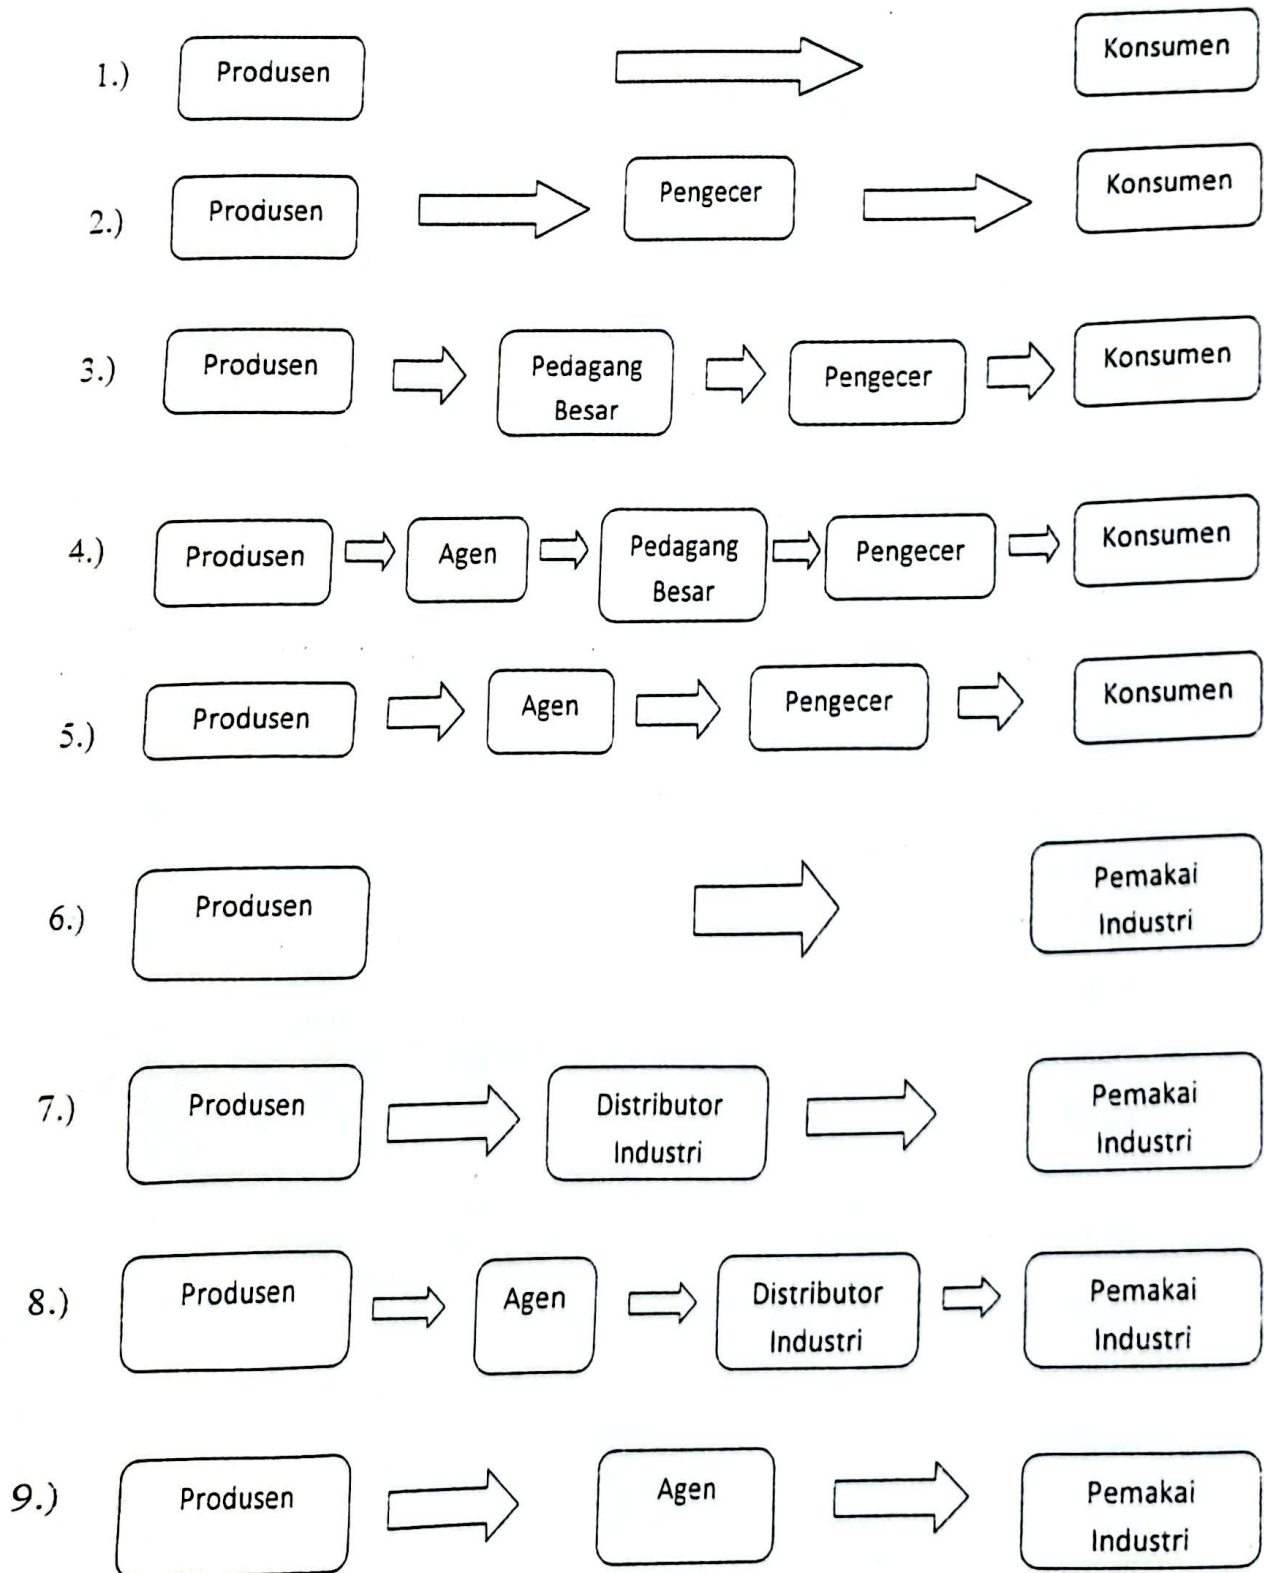 1.) Produsen Konsumen
2.) Produsen Pengecer Konsumen
3.) Produsen Pedagang Besar Pengecer Konsumen
4.) Produsen Agen Pedagang Besar Pengecer Konsumen
5.) Produsen Agen Pengecer Konsumen
6.) Produsen Pemakai Industri
7.) Produsen Distributor Industri Pemakai Industri
8.) Produsen Agen Distributor Industri Pemakai Industri
9.) Produsen Agen Pemakai Industri